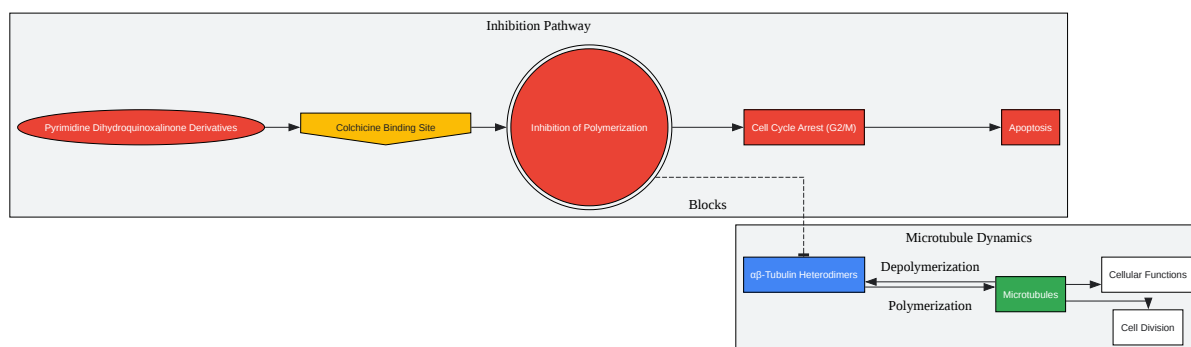 Inhibition Pathway
Pyrimidine Dihydroquinoxalinone Derivatives
Colchicine Binding Site
Inhibition of Polymerization
Cell Cycle Arrest (G2/M)
Apoptosis
Blocks
Microtubule Dynamics
αβ-Tubulin Heterodimers
Depolymerization
Polymerization
Microtubules
Cellular Functions
Cell Division